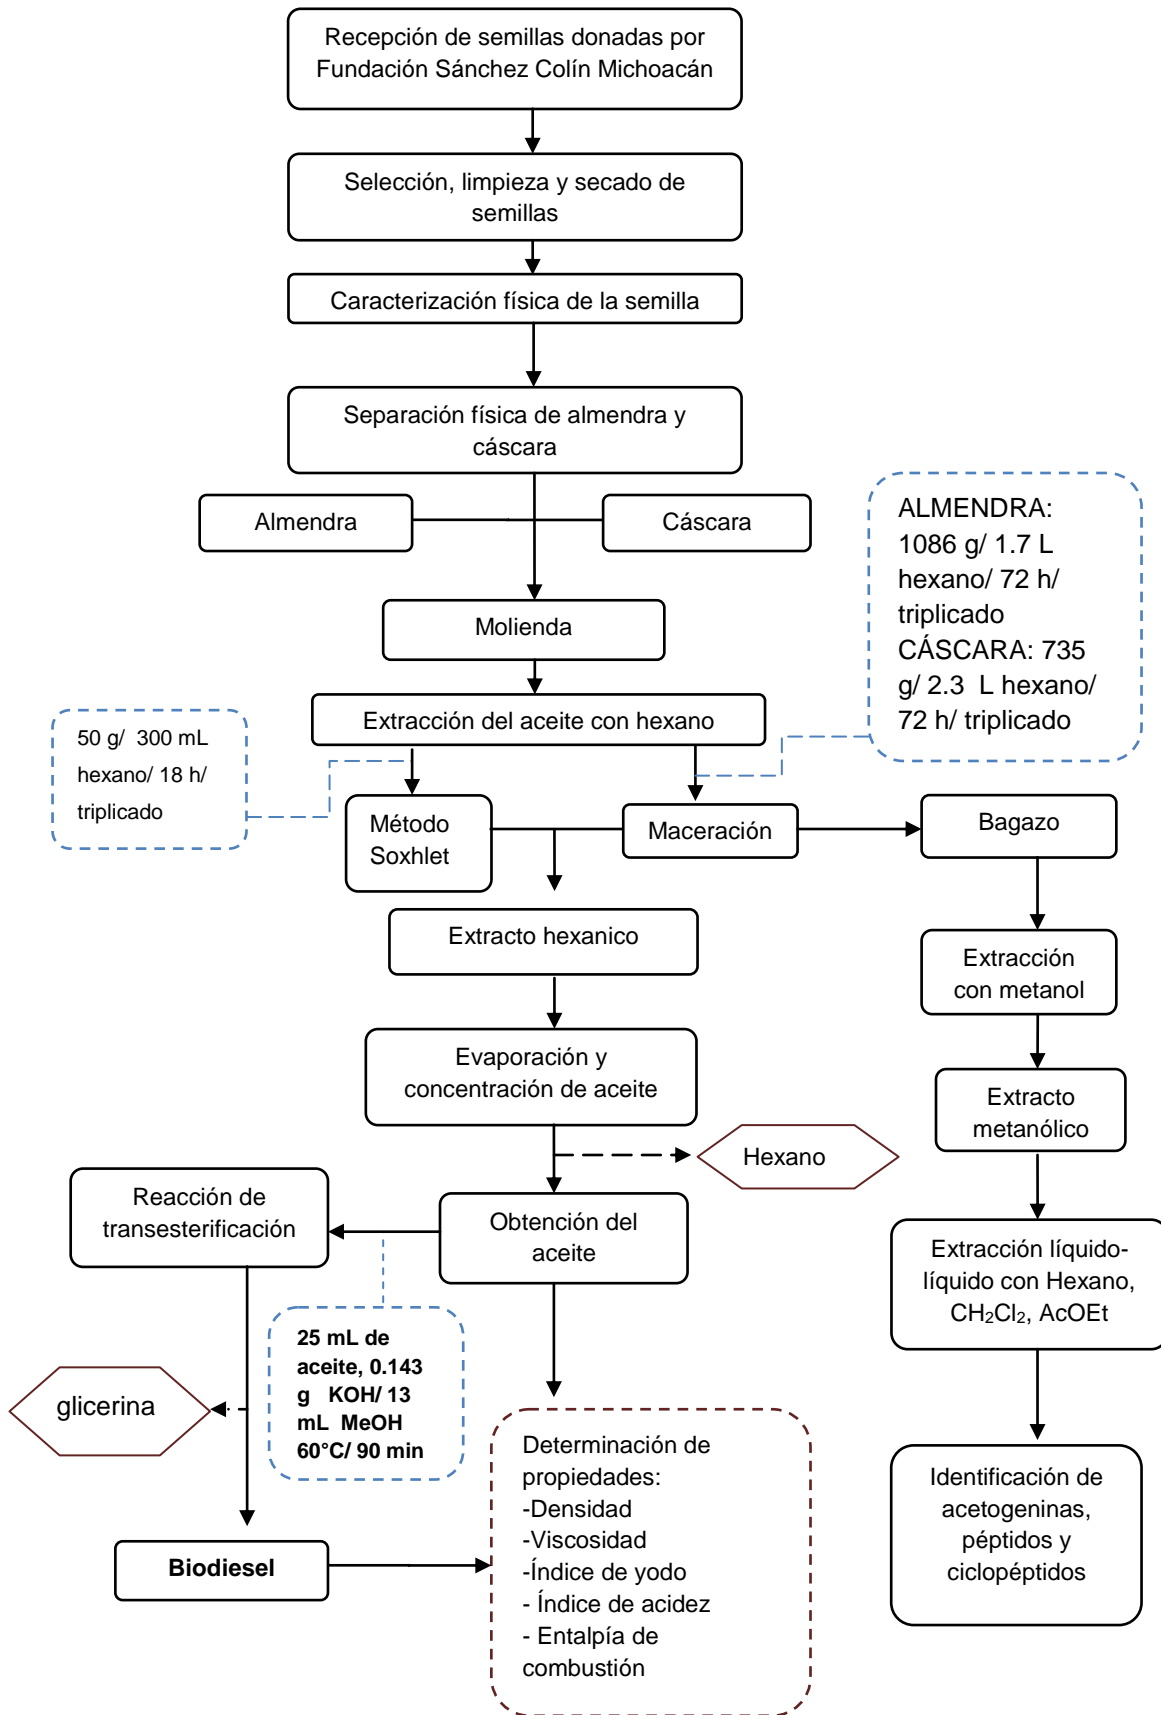 Recepción de semillas donadas por
Fundación Sánchez Colín Michoacán
Selección, limpieza y secado de
semillas
Caracterización física de la semilla
Separación física de almendra y
cáscara
Almendra
Cáscara
ALMENDRA:
1086 g/ 1.7 L
hexano/ 72 h/
triplicado
CÁSCARA: 735
g/ 2.3 L hexano/
72 h/ triplicado
Molienda
Extracción del aceite con hexano
50 g/ 300 mL
hexano/ 18 h/
triplicado
Método
Soxhlet
Maceración
Bagazo
Extracto hexanico
Extracción
con metanol
Evaporación y
concentración de aceite
Extracto
metanólico
Hexano
Reacción de
transesterificación
Obtención del
aceite
Extracción líquido-
líquido con Hexano,
CH₂Cl₂, AcOEt
25 mL de
aceite, 0.143
g KOH/ 13
mL MeOH
60°C/ 90 min
glicerina
Determinación de
propiedades:
-Densidad
-Viscosidad
-Índice de yodo
- Índice de acidez
- Entalpía de
combustión
Identificación de
acetogeninas,
péptidos y
ciclopéptidos
Biodiesel